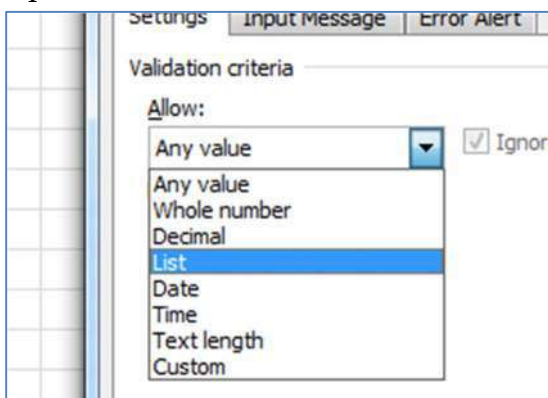 Settings Input Message Error Alert
Validation criteria
Allow:
Any value Ignor
Any value
Whole number
Decimal
List
Date
Time
Text length
Custom